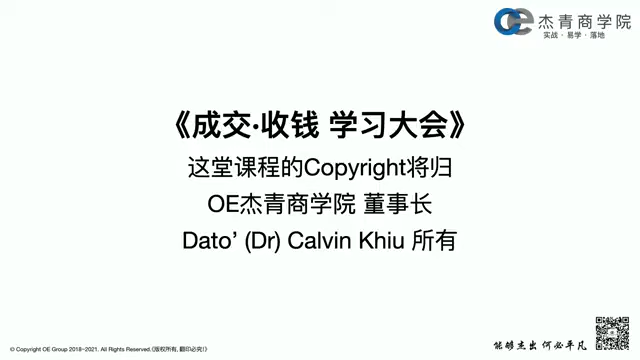 OE 杰青商学院
实战 · 易学 · 落地
《成交·收钱 学习大会》
这堂课程的Copyright将归
OE杰青商学院 董事长
Dato’ (Dr) Calvin Khiu 所有
© Copyright OE Group 2018-2021. All Rights Reserved.《版权所有, 翻印必究!》
能够杰出 何必平凡